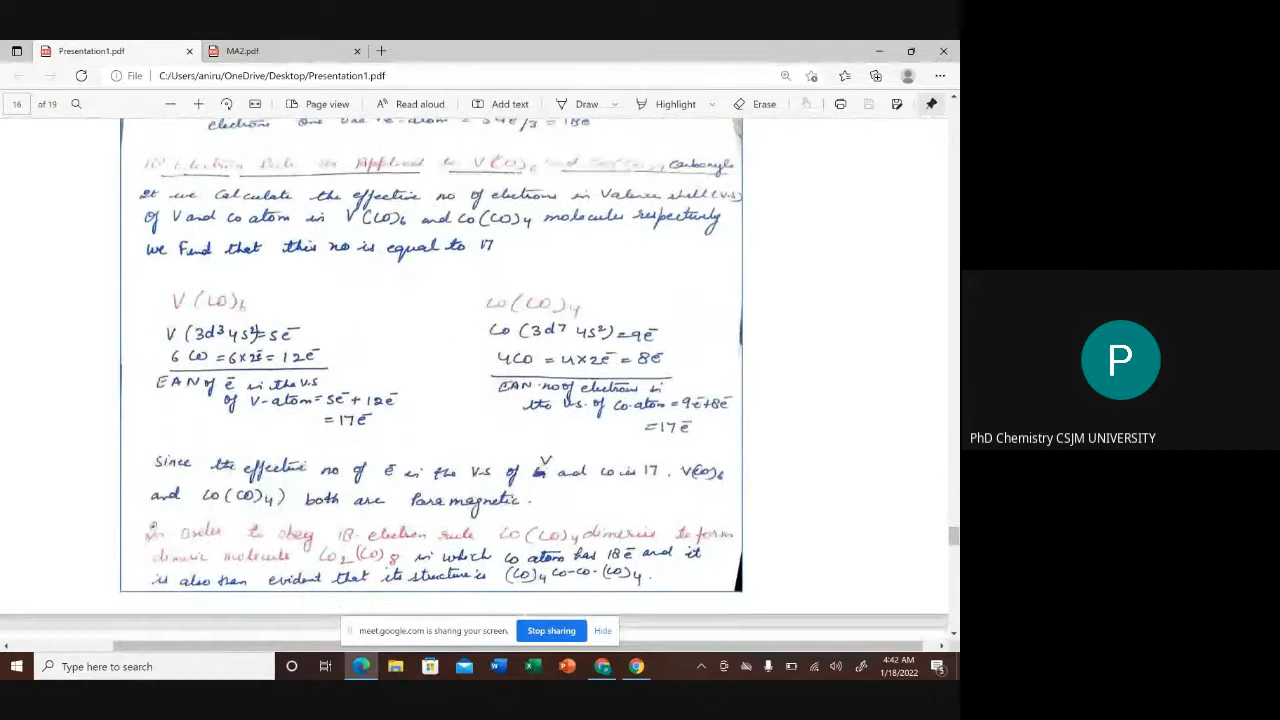 Presentation1.pdf
MA2.pdf
File
C:/Users/aniru/OneDrive/Desktop/Presentation1.pdf
16 of 19
Page view
Read aloud
Add text
Draw
Highlight
Erase
18 Electron Rule as Applied to V(CO)6 and Carbonyls
If we calculate the effective no of electrons in Valence shell (V.S)
of V and Co atom in V(CO)6 and Co(CO)4 molecules respectively
we Find that this no is equal to 17
V(CO)6
V (3d3 4s2) = 5e̅
6 CO = 6x2e̅ = 12e̅
EAN of e̅ in the V.S
of V-atom = 5e̅ + 12e̅
= 17e̅
Co(CO)4
Co (3d7 4s2) = 9e̅
4CO = 4x2e̅ = 8e̅
EAN no of electrons in
the V.S. of Co-atom = 9e̅+8e̅
= 17e̅
Since the effective no of e̅ in the V.S of V and Co is 17. V(CO)6
and Co(CO)4) both are Paramagnetic.
In order to obey 18-electron rule Co(CO)4 dimerise to form
dimeric molecule Co2(CO)8 in which Co atom has 18e̅ and it
is also then evident that its structure is (CO)4 Co-Co-(CO)4.
meet.google.com is sharing your screen.
Stop sharing
Hide
P
PhD Chemistry CSJM UNIVERSITY
Type here to search
4:42 AM
1/18/2022